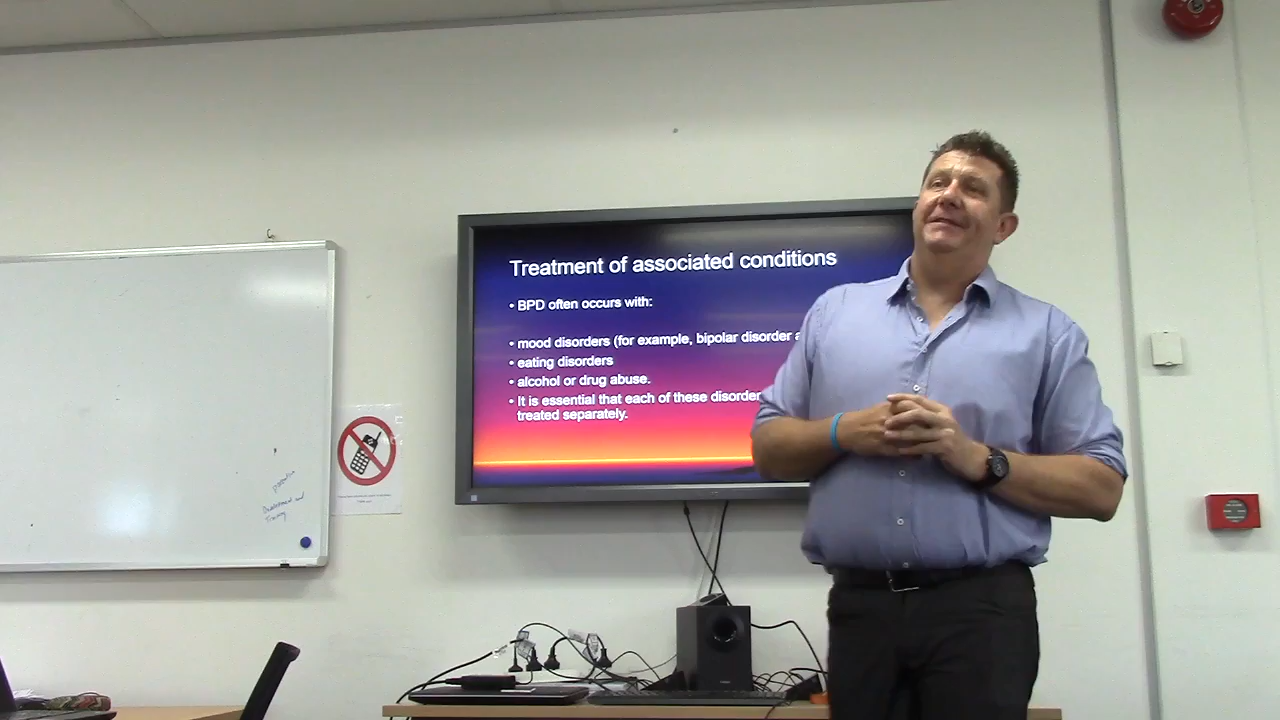 Treatment of associated conditions
• BPD often occurs with:
• mood disorders (for example, bipolar disorder
• eating disorders
• alcohol or drug abuse.
• It is essential that each of these disorder
treated separately.